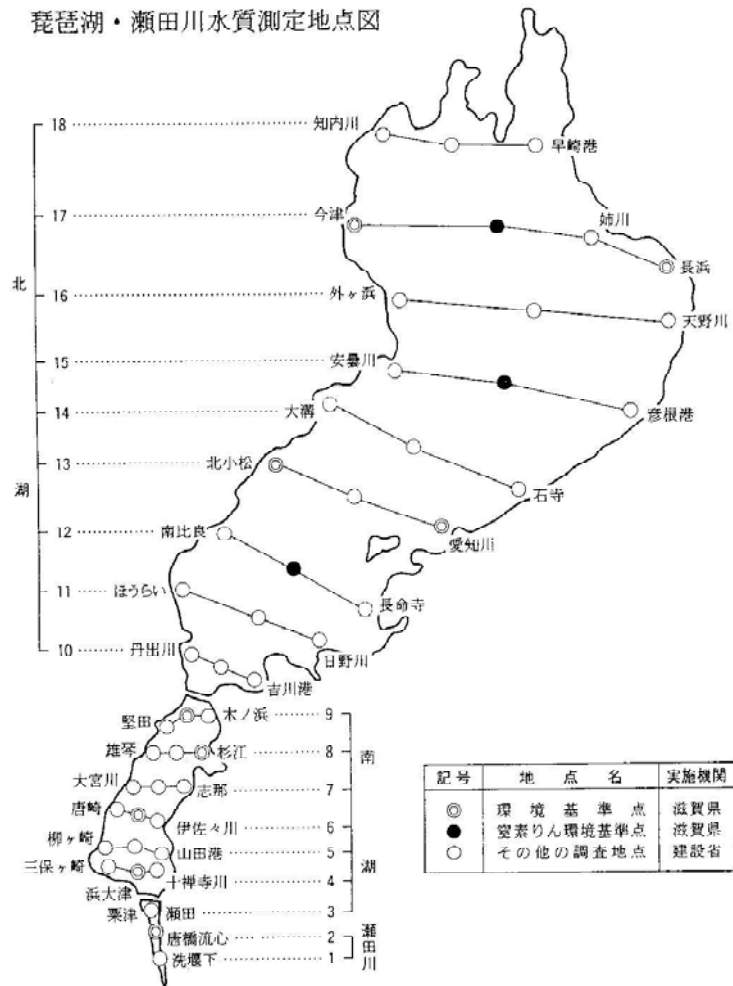 琵琶湖・瀬田川水質測定地点図
18 知内川 早崎港
17 今津 姉川 長浜
16 外ヶ浜 天野川
15 安曇川 彦根港
14 大溝 石寺
13 北小松 愛知川
12 南比良 長命寺
11 ほうらい 日野川
10 丹出川 吉川港
北湖
堅田 木ノ浜 9
雄琴 杉江 8
大宮川 志那 7
唐崎 伊佐々川 6
柳ヶ崎 山田港 5
三保ヶ崎 十禅寺川 4
浜大津
粟津 瀬田 3
唐橋流心 2
洗堰下 1
南湖
瀬田川
記号 地点名 実施機関
◎ 環境基準点 滋賀県
● 窒素りん環境基準点 滋賀県
○ その他の調査地点 建設省